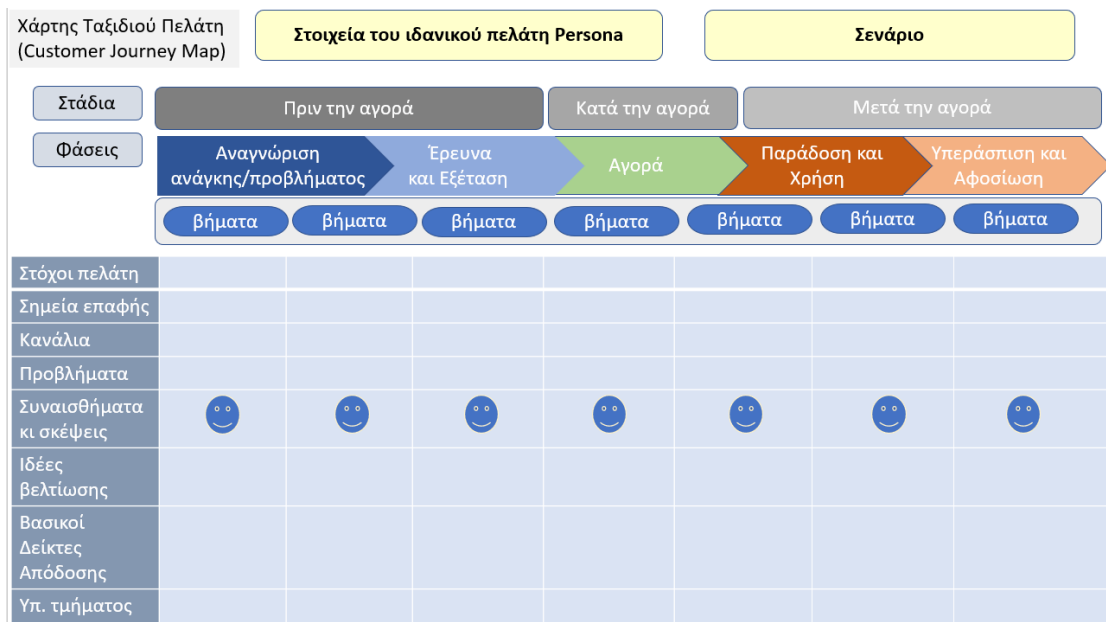 Χάρτης Ταξιδιού Πελάτη
(Customer Journey Map)
Στοιχεία του ιδανικού πελάτη Persona
Σενάριο
Στάδια
Πριν την αγορά
Κατά την αγορά
Μετά την αγορά
Φάσεις
Αναγνώριση
ανάγκης/προβλήματος
Έρευνα
και Εξέταση
Αγορά
Παράδοση και
Χρήση
Υπεράσπιση και
Αφοσίωση
βήματα
βήματα
βήματα
βήματα
βήματα
βήματα
βήματα
Στόχοι πελάτη
Σημεία επαφής
Κανάλια
Προβλήματα
Συναισθήματα
κι σκέψεις
Ιδέες
βελτίωσης
Βασικοί
Δείκτες
Απόδοσης
Υπ. τμήματος